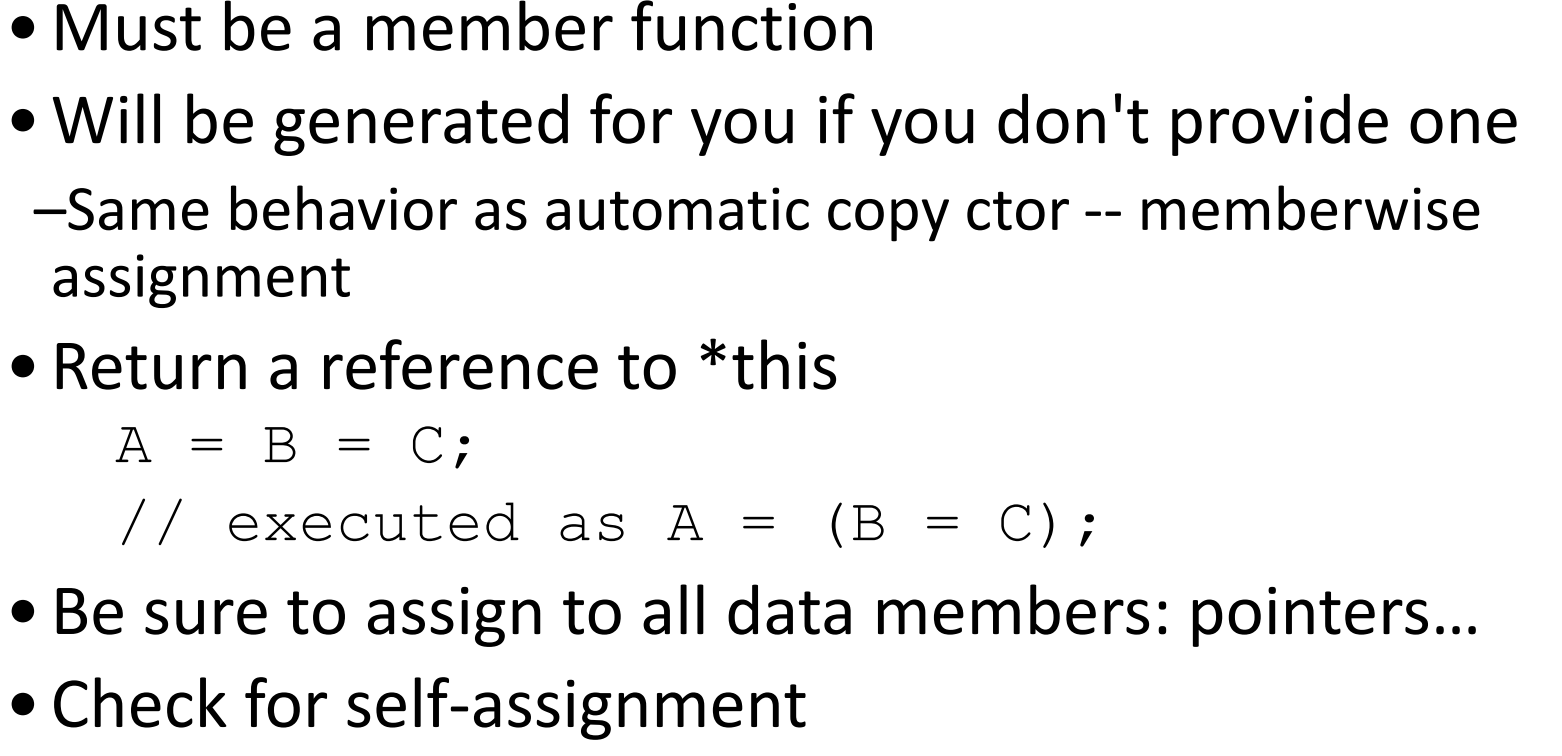 • Must be a member function
• Will be generated for you if you don't provide one
–Same behavior as automatic copy ctor -- memberwise
assignment
• Return a reference to *this
A = B = C;
// executed as A = (B = C);
• Be sure to assign to all data members: pointers…
• Check for self-assignment